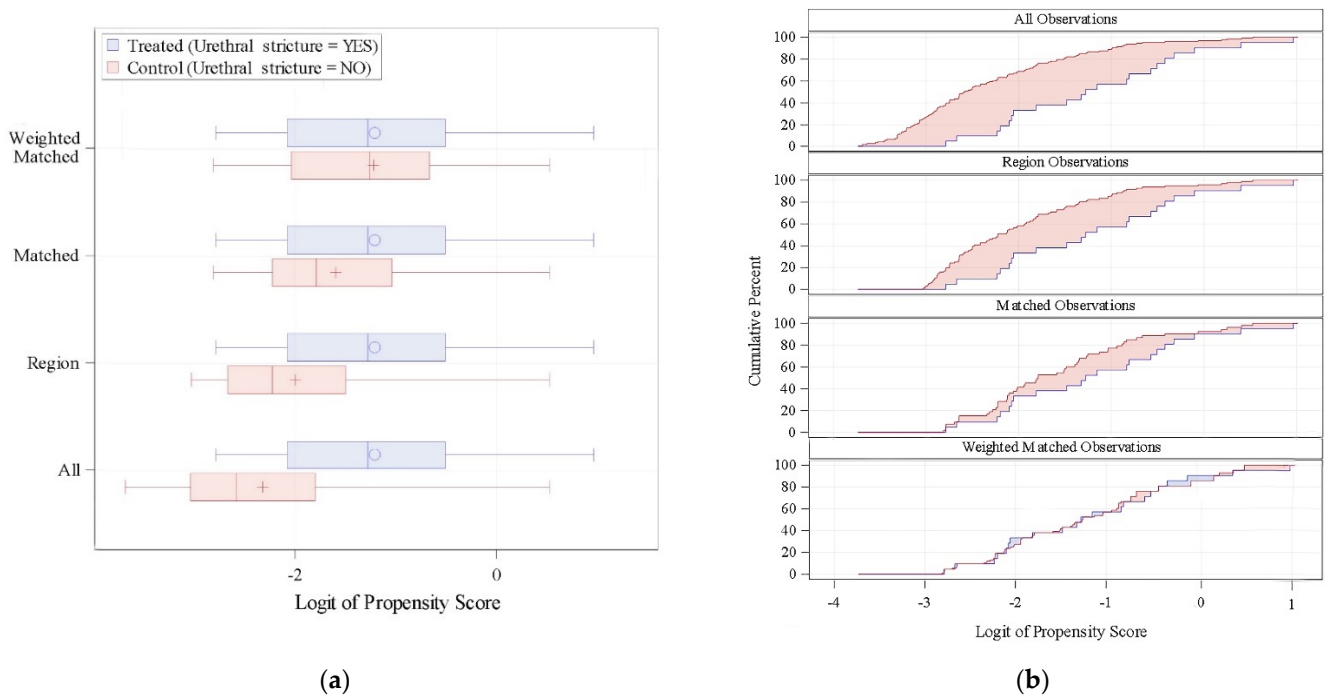 Treated (Urethral stricture = YES)
Control (Urethral stricture = NO)
Weighted
Matched
Matched
Region
All
-2
0
Logit of Propensity Score
(a)
All Observations
100
80
60
40
20
0
Region Observations
100
80
60
40
20
0
Cumulative Percent
Matched Observations
100
80
60
40
20
0
Weighted Matched Observations
100
80
60
40
20
0
-4
-3
-2
-1
0
1
Logit of Propensity Score
(b)